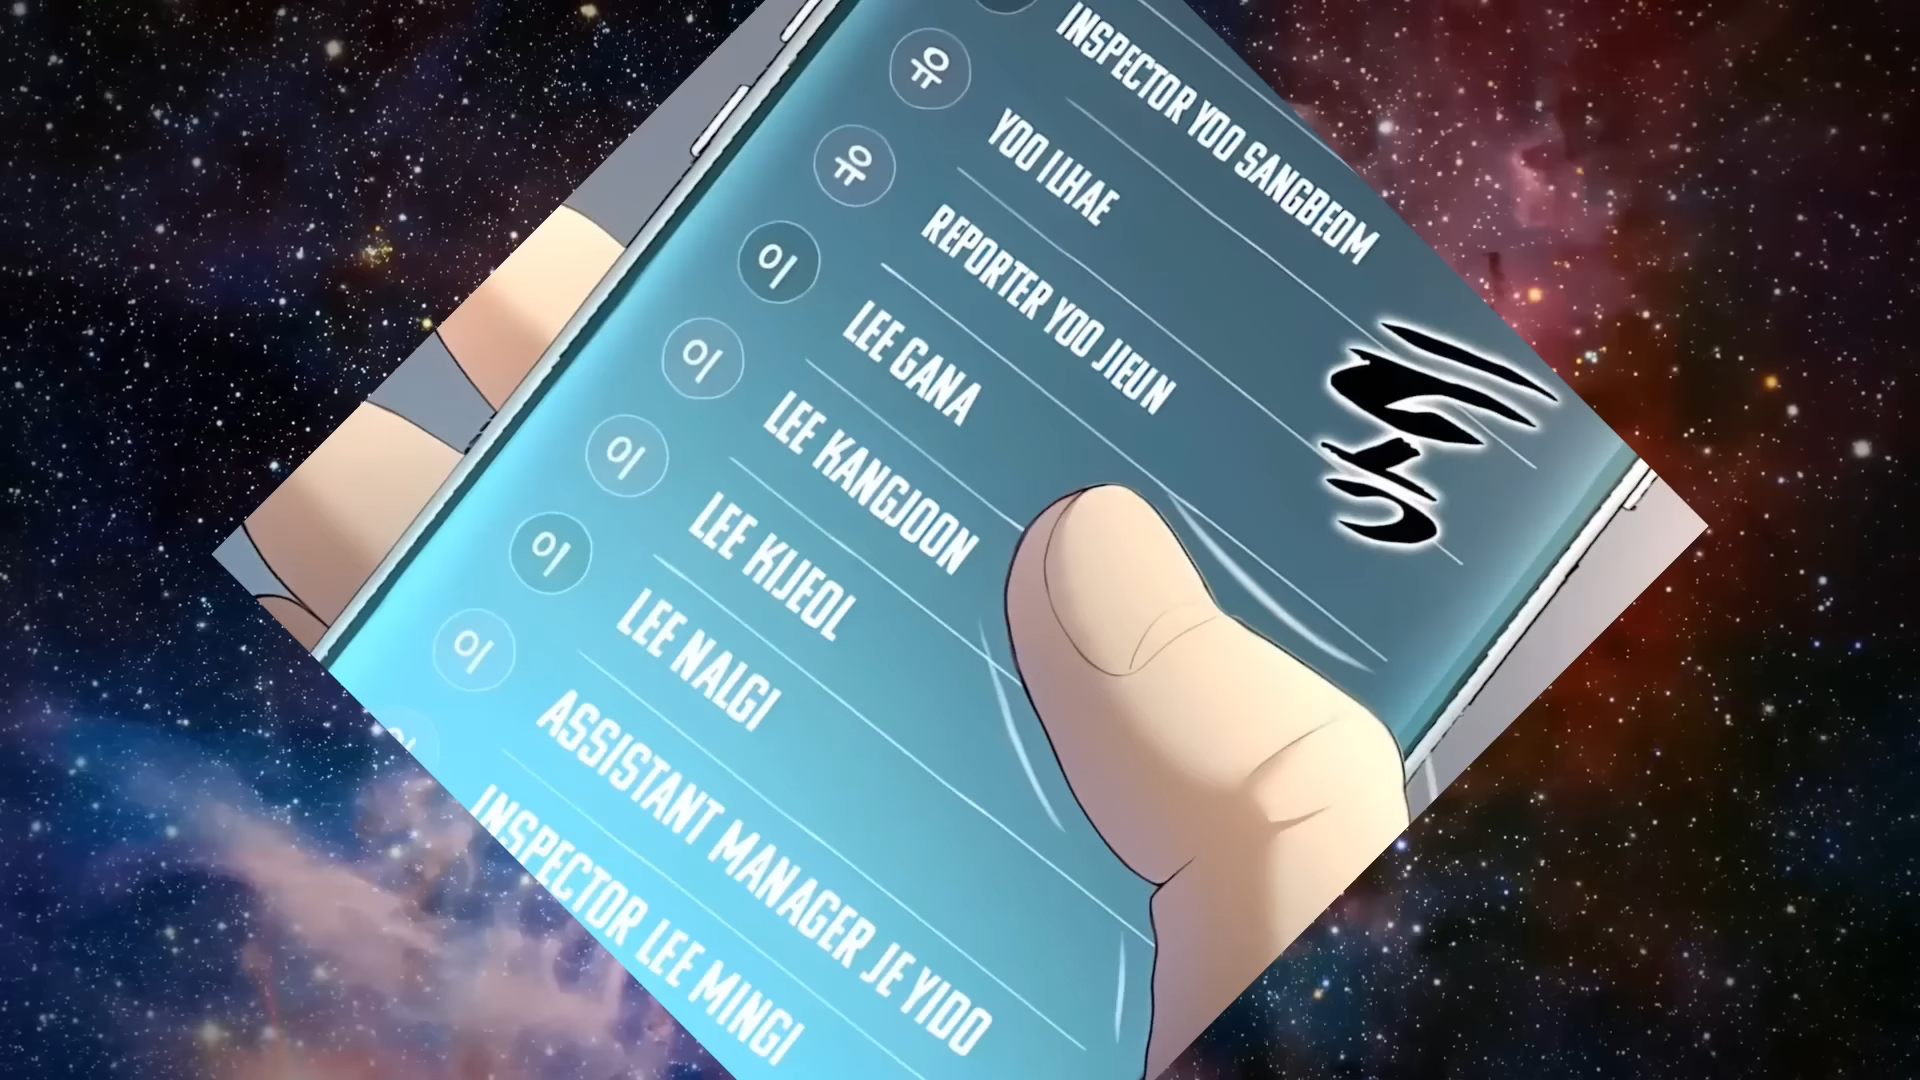 INSPECTOR YOO SANGBEOM
유 YOO ILHAE
유 REPORTER YOO JIEUN
이 LEE GANA
이 LEE KANGJOON
이 LEE KIJEOL
이 LEE NALGI
이 ASSISTANT MANAGER JE YIDO
INSPECTOR LEE MINGI